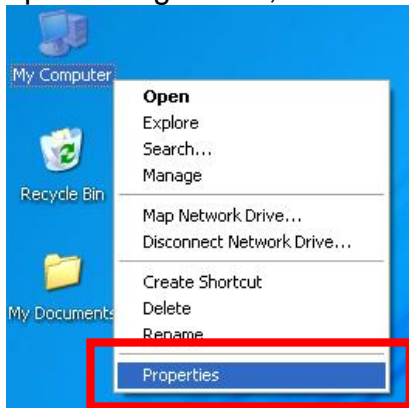 My Computer
Open
Explore
Search...
Manage
Recycle Bin
Map Network Drive...
Disconnect Network Drive...
Create Shortcut
My Documents
Delete
Rename
Properties